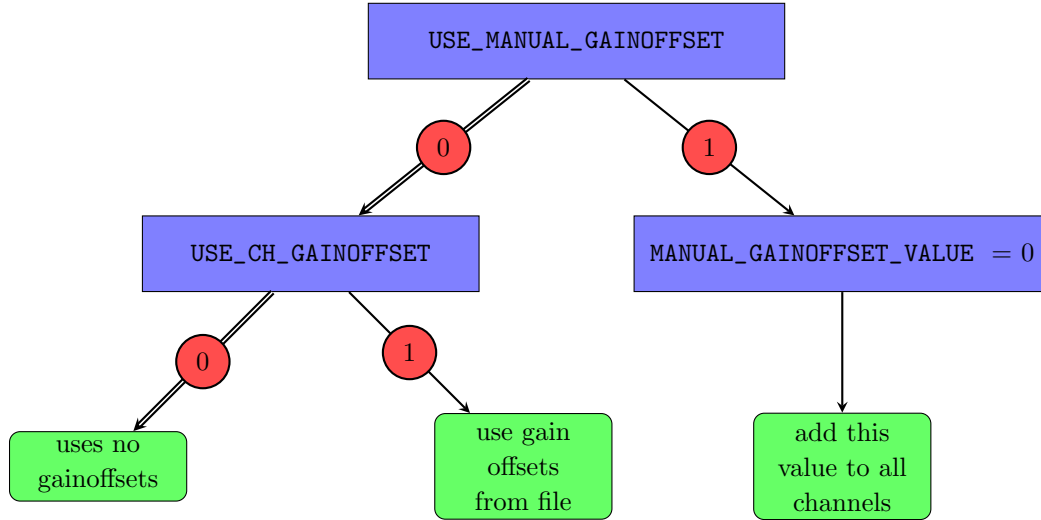 USE_MANUAL_GAINOFFSET
0
1
USE_CH_GAINOFFSET
MANUAL_GAINOFFSET_VALUE = 0
0
1
uses no
gainoffsets
use gain
offsets
from file
add this
value to all
channels